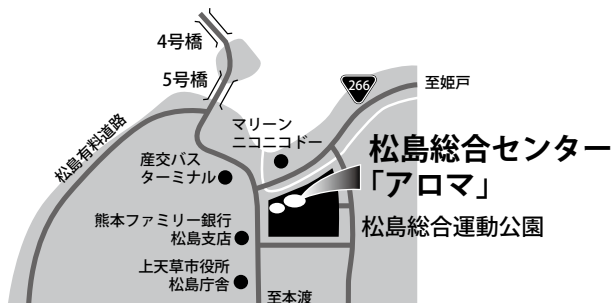 4号橋
5号橋
266
至姫戸
松島有料道路
マリーン
ニコニコドー
産交バス
ターミナル
松島総合センター
「アロマ」
松島総合運動公園
熊本ファミリー銀行
松島支店
上天草市役所
松島庁舎
至本渡